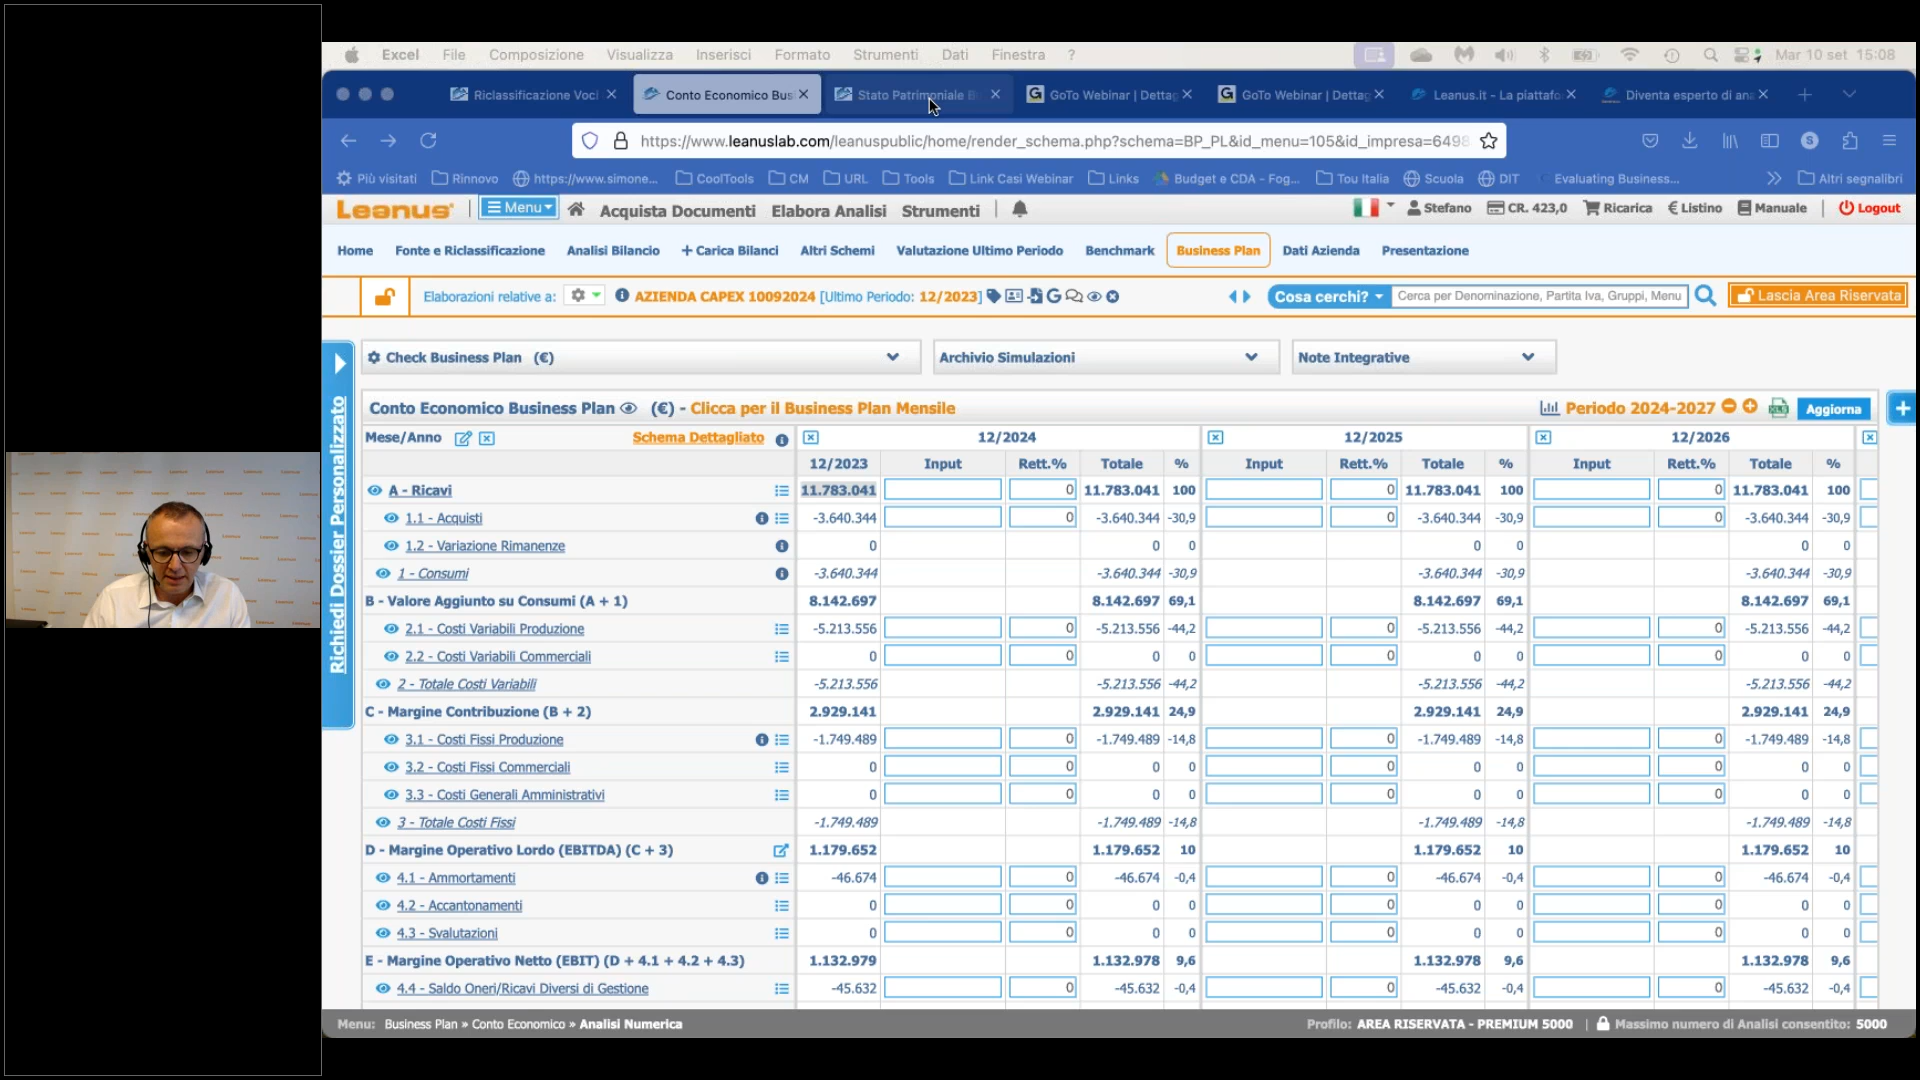 Excel File Composizione Visualizza Inserisci Formato Strumenti Dati Finestra ? Mar 10 set 15:08
Riclassificazione Voci Conto Economico Bus Stato Patrimoniale B GoTo Webinar | Dettag GoTo Webinar | Dettag Leanus.it - La piattafo Diventa esperto di ana
https://www.leanuslab.com/leanuspublic/home/render_schema.php?schema=BP_PL&id_menu=105&id_impresa=6498
Più visitati Rinnovo https://www.simone... CoolTools CM URL Tools Link Casi Webinar Links Budget e CDA - Fog... Tou Italia Scuola DIT Evaluating Business... Altri segnalibri
Leanus Menu Acquista Documenti Elabora Analisi Strumenti Stefano CR. 423,0 Ricarica € Listino Manuale Logout
Home Fonte e Riclassificazione Analisi Bilancio + Carica Bilanci Altri Schemi Valutazione Ultimo Periodo Benchmark Business Plan Dati Azienda Presentazione
Elaborazioni relative a: AZIENDA CAPEX 10092024 [Ultimo Periodo: 12/2023] Cosa cerchi? Cerca per Denominazione, Partita Iva, Gruppi, Menu Lascia Area Riservata
Richiedi Dossier Personalizzato
Check Business Plan (€) Archivio Simulazioni Note Integrative
Conto Economico Business Plan (€) - Clicca per il Business Plan Mensile Periodo 2024-2027 Aggiorna
Mese/Anno Schema Dettagliato 12/2024 12/2025 12/2026
12/2023 Input Rett.% Totale % Input Rett.% Totale % Input Rett.% Totale %
A - Ricavi 11.783.041 0 11.783.041 100 0 11.783.041 100 0 11.783.041 100
1.1 - Acquisti -3.640.344 0 -3.640.344 -30,9 0 -3.640.344 -30,9 0 -3.640.344 -30,9
1.2 - Variazione Rimanenze 0 0 0 0 0 0 0
1 - Consumi -3.640.344 -3.640.344 -30,9 -3.640.344 -30,9 -3.640.344 -30,9
B - Valore Aggiunto su Consumi (A + 1) 8.142.697 8.142.697 69,1 8.142.697 69,1 8.142.697 69,1
2.1 - Costi Variabili Produzione -5.213.556 0 -5.213.556 -44,2 0 -5.213.556 -44,2 0 -5.213.556 -44,2
2.2 - Costi Variabili Commerciali 0 0 0 0 0 0 0 0 0 0
2 - Totale Costi Variabili -5.213.556 -5.213.556 -44,2 -5.213.556 -44,2 -5.213.556 -44,2
C - Margine Contribuzione (B + 2) 2.929.141 2.929.141 24,9 2.929.141 24,9 2.929.141 24,9
3.1 - Costi Fissi Produzione -1.749.489 0 -1.749.489 -14,8 0 -1.749.489 -14,8 0 -1.749.489 -14,8
3.2 - Costi Fissi Commerciali 0 0 0 0 0 0 0 0 0 0
3.3 - Costi Generali Amministrativi 0 0 0 0 0 0 0 0 0 0
3 - Totale Costi Fissi -1.749.489 -1.749.489 -14,8 -1.749.489 -14,8 -1.749.489 -14,8
D - Margine Operativo Lordo (EBITDA) (C + 3) 1.179.652 1.179.652 10 1.179.652 10 1.179.652 10
4.1 - Ammortamenti -46.674 0 -46.674 -0,4 0 -46.674 -0,4 0 -46.674 -0,4
4.2 - Accantonamenti 0 0 0 0 0 0 0 0 0 0
4.3 - Svalutazioni 0 0 0 0 0 0 0 0 0 0
E - Margine Operativo Netto (EBIT) (D + 4.1 + 4.2 + 4.3) 1.132.979 1.132.978 9,6 1.132.978 9,6 1.132.978 9,6
4.4 - Saldo Oneri/Ricavi Diversi di Gestione -45.632 0 -45.632 -0,4 0 -45.632 -0,4 0 -45.632 -0,4
Menu: Business Plan » Conto Economico » Analisi Numerica Profilo: AREA RISERVATA - PREMIUM 5000 | Massimo numero di Analisi consentito: 5000